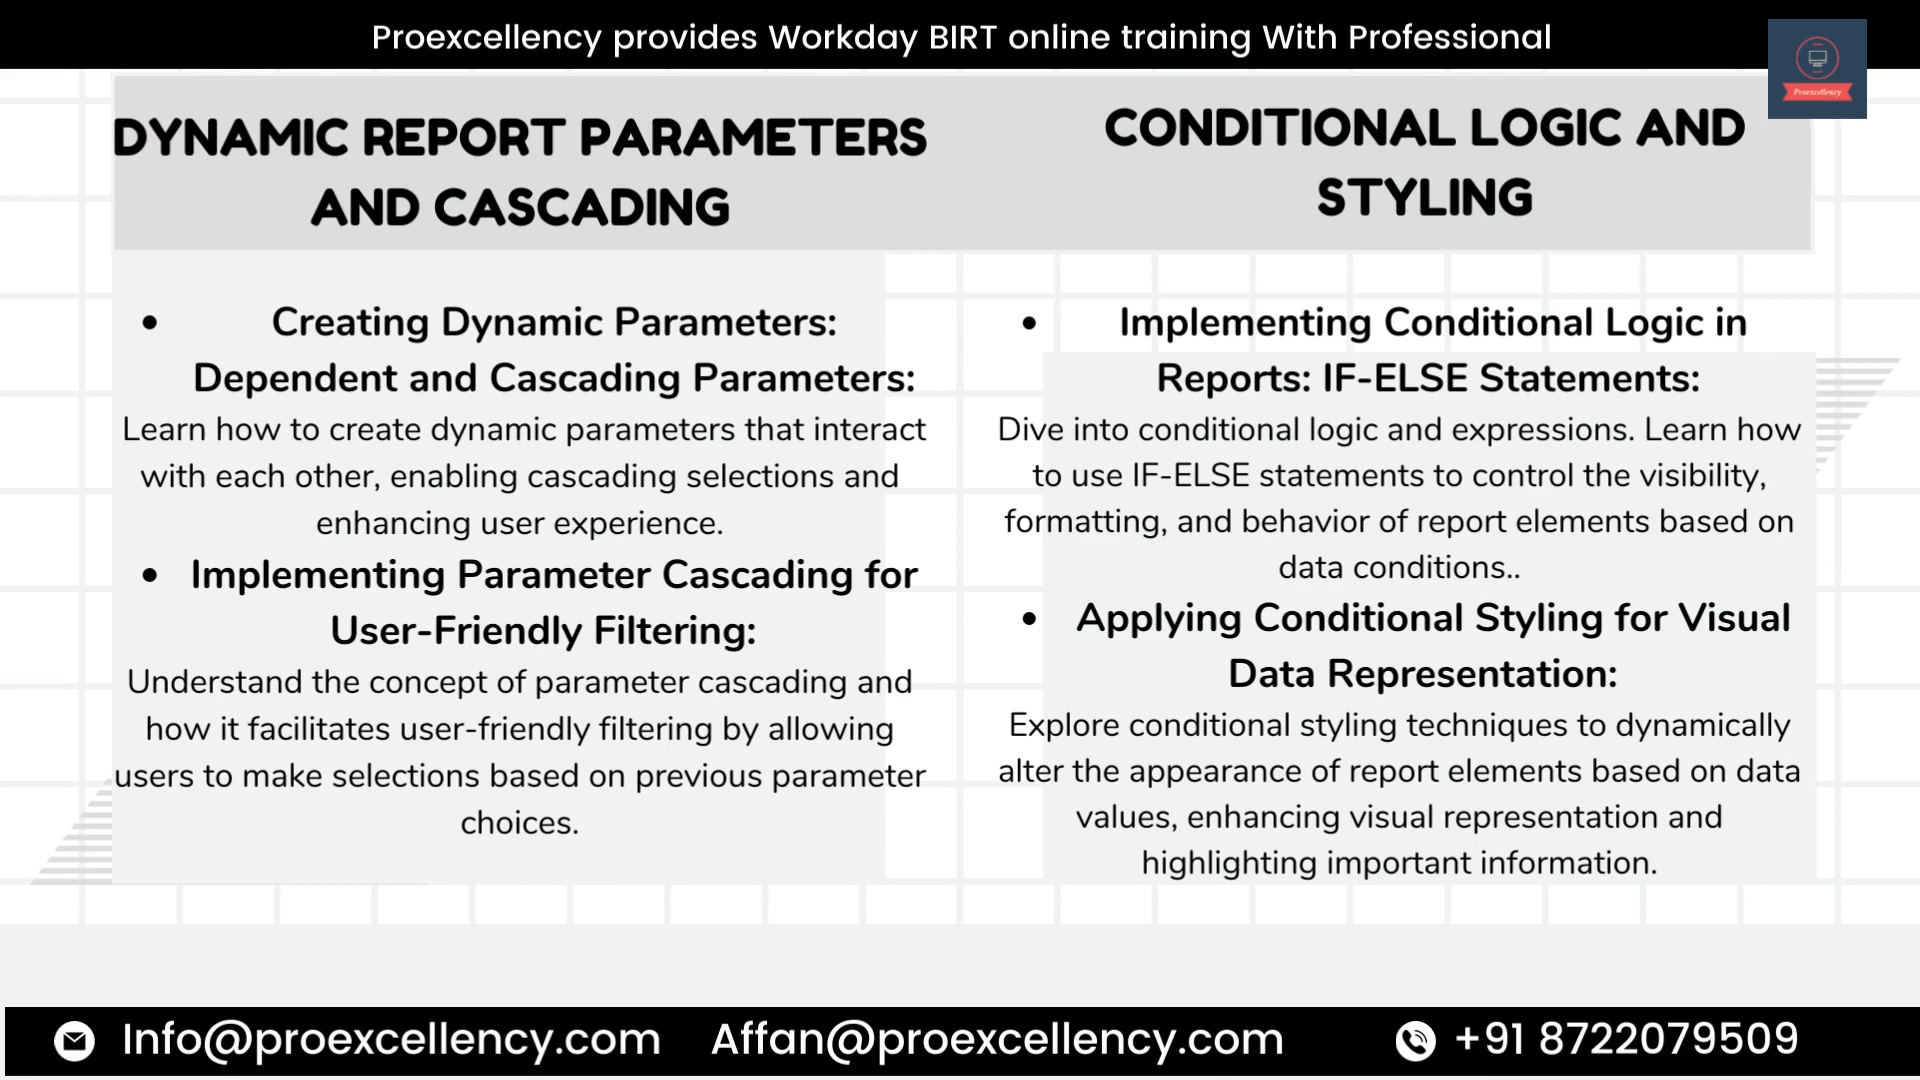 Proexcellency provides Workday BIRT online training With Professional
Proexcellency
DYNAMIC REPORT PARAMETERS
AND CASCADING
• Creating Dynamic Parameters:
Dependent and Cascading Parameters:
Learn how to create dynamic parameters that interact
with each other, enabling cascading selections and
enhancing user experience.
• Implementing Parameter Cascading for
User-Friendly Filtering:
Understand the concept of parameter cascading and
how it facilitates user-friendly filtering by allowing
users to make selections based on previous parameter
choices.
CONDITIONAL LOGIC AND
STYLING
• Implementing Conditional Logic in
Reports: IF-ELSE Statements:
Dive into conditional logic and expressions. Learn how
to use IF-ELSE statements to control the visibility,
formatting, and behavior of report elements based on
data conditions..
• Applying Conditional Styling for Visual
Data Representation:
Explore conditional styling techniques to dynamically
alter the appearance of report elements based on data
values, enhancing visual representation and
highlighting important information.
Info@proexcellency.com Affan@proexcellency.com +91 8722079509